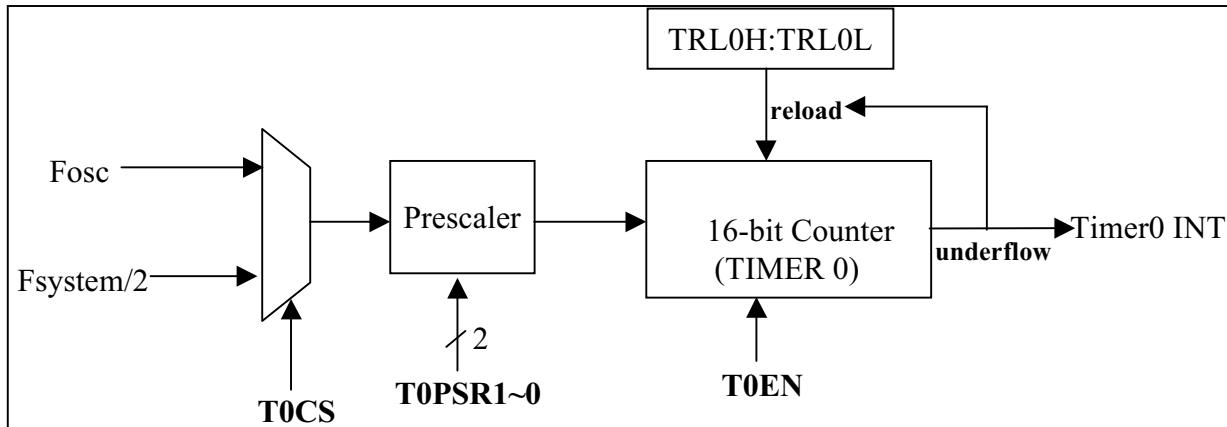 TRL0H:TRL0L
reload
Fosc
Prescaler
16-bit Counter
(TIMER 0)
Timer0 INT
underflow
Fsystem/2
2
T0CS
T0PSR1~0
T0EN